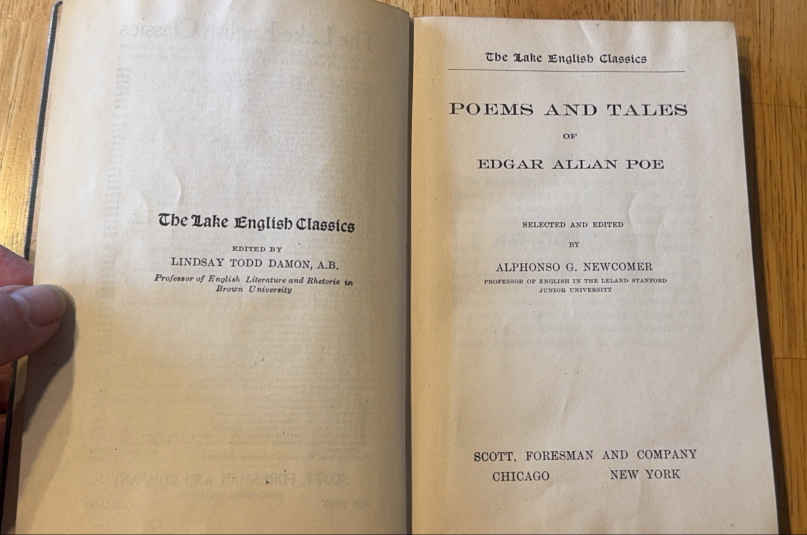 The Lake English Classics
EDITED BY
LINDSAY TODD DAMON, A.B.
Professor of English Literature and Rhetoric in
Brown University
The Lake English Classics
POEMS AND TALES
OF
EDGAR ALLAN POE
SELECTED AND EDITED
BY
ALPHONSO G. NEWCOMER
PROFESSOR OF ENGLISH IN THE LELAND STANFORD
JUNIOR UNIVERSITY
SCOTT, FORESMAN AND COMPANY
CHICAGO NEW YORK